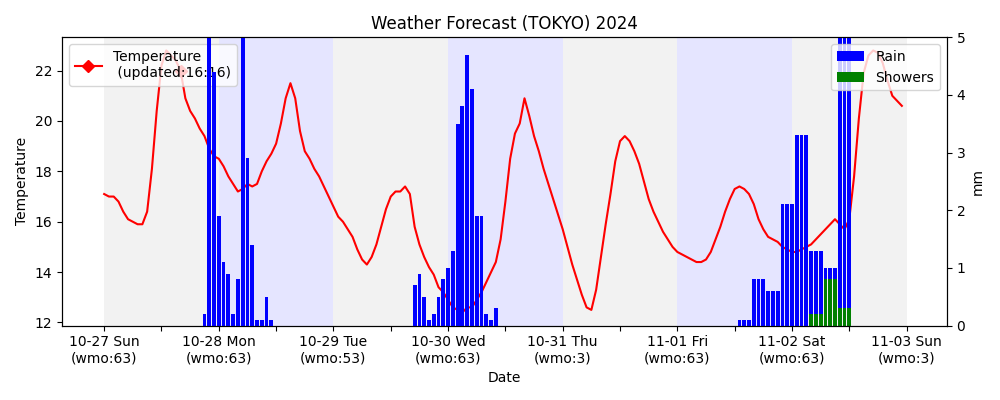 Weather Forecast (TOKYO) 2024
Temperature
(updated:16:16)
Rain
Showers
Temperature
22
20
18
16
14
12
5
4
3
2
1
0
mm
10-27 Sun
(wmo:63)
10-28 Mon
(wmo:63)
10-29 Tue
(wmo:53)
10-30 Wed
(wmo:63)
10-31 Thu
(wmo:3)
11-01 Fri
(wmo:63)
11-02 Sat
(wmo:63)
11-03 Sun
(wmo:3)
Date